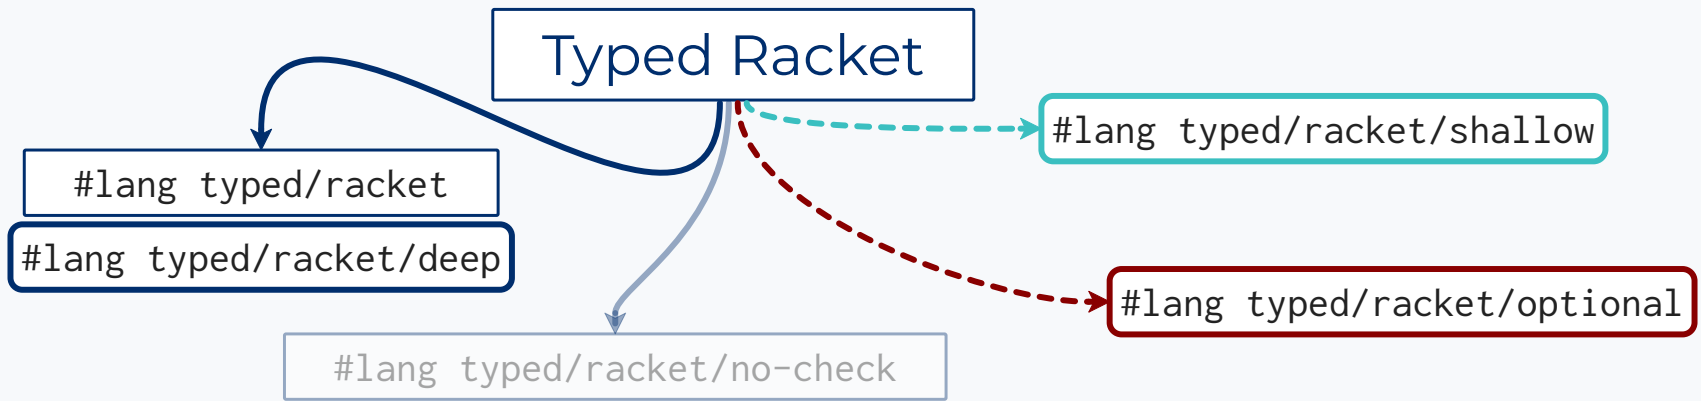 Typed Racket
#lang typed/racket/shallow
#lang typed/racket
#lang typed/racket/deep
#lang typed/racket/optional
#lang typed/racket/no-check